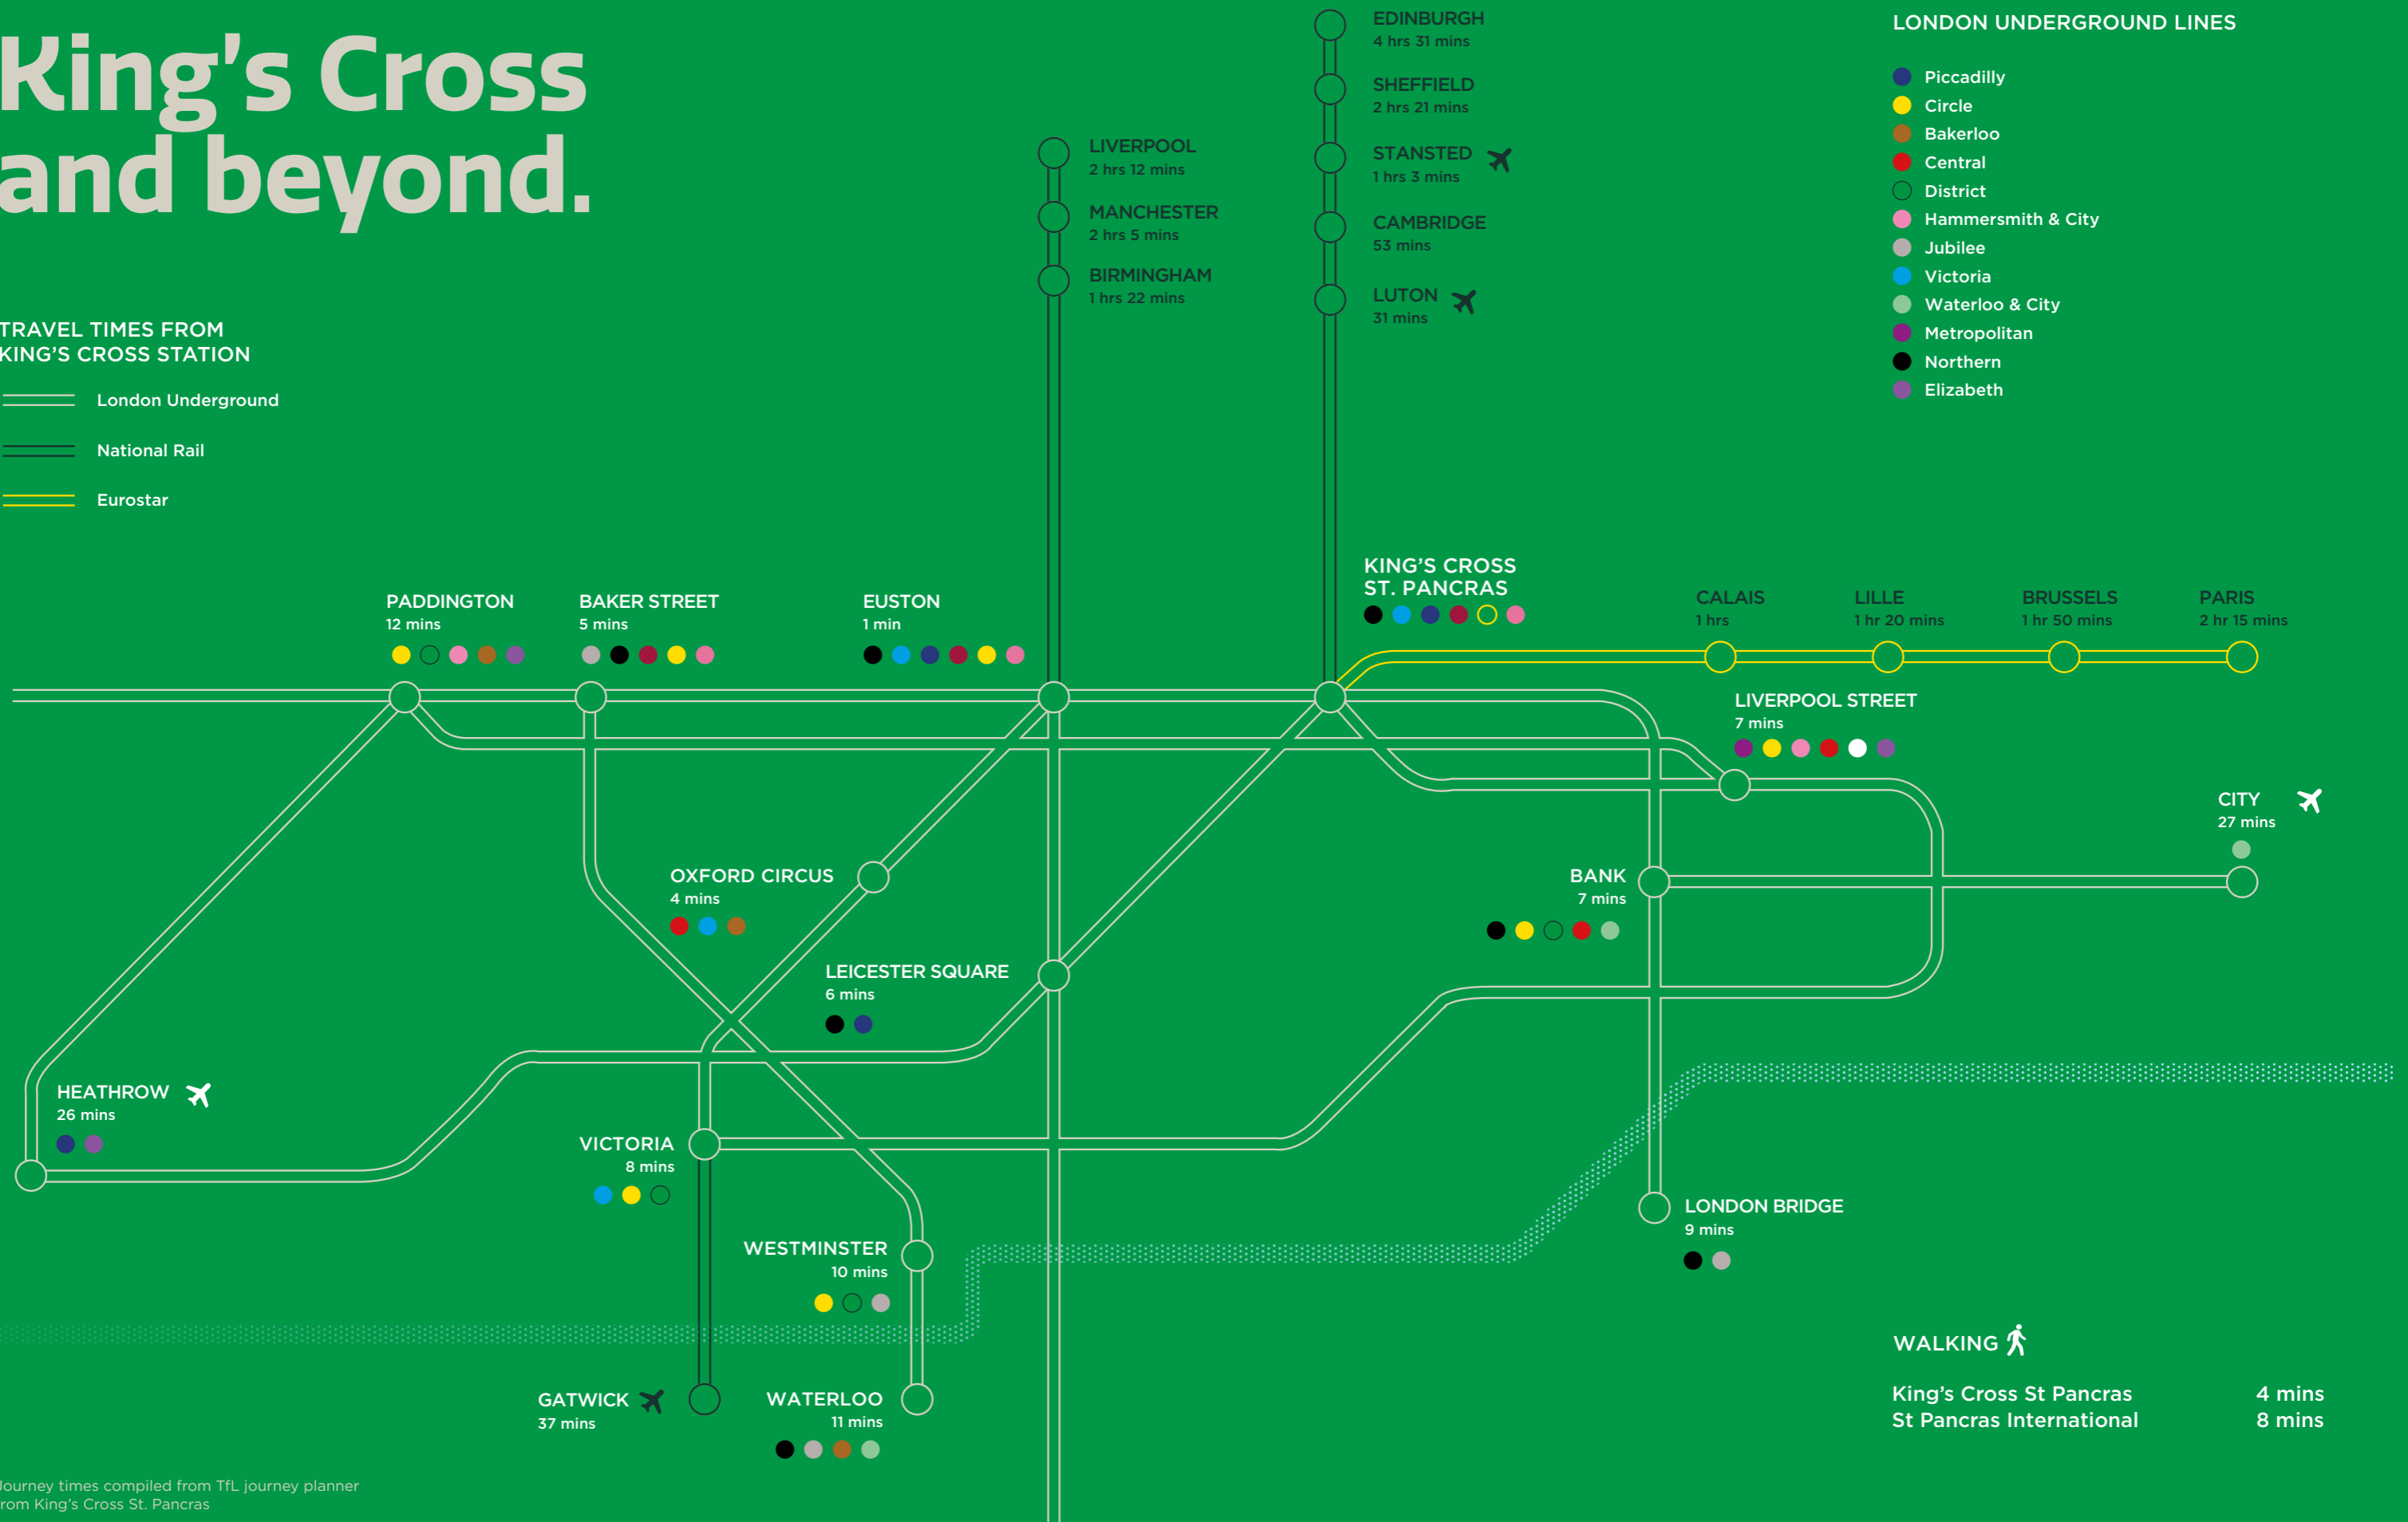 King's Cross
and beyond.
TRAVEL TIMES FROM
KING'S CROSS STATION
London Underground
National Rail
Eurostar
LIVERPOOL
2 hrs 12 mins
MANCHESTER
2 hrs 5 mins
BIRMINGHAM
1 hrs 22 mins
EDINBURGH
4 hrs 31 mins
SHEFFIELD
2 hrs 21 mins
STANSTED
1 hrs 3 mins
CAMBRIDGE
53 mins
LUTON
31 mins
LONDON UNDERGROUND LINES
Piccadilly
Circle
Bakerloo
Central
District
Hammersmith & City
Jubilee
Victoria
Waterloo & City
Metropolitan
Northern
Elizabeth
PADDINGTON
12 mins
BAKER STREET
5 mins
EUSTON
1 min
KING'S CROSS
ST. PANCRAS
CALAIS
1 hrs
LILLE
1 hr 20 mins
BRUSSELS
1 hr 50 mins
PARIS
2 hr 15 mins
LIVERPOOL STREET
7 mins
CITY
27 mins
OXFORD CIRCUS
4 mins
BANK
7 mins
LEICESTER SQUARE
6 mins
HEATHROW
26 mins
VICTORIA
8 mins
WESTMINSTER
10 mins
LONDON BRIDGE
9 mins
GATWICK
37 mins
WATERLOO
11 mins
WALKING
King's Cross St Pancras 4 mins
St Pancras International 8 mins
Journey times compiled from TfL journey planner
rom King's Cross St. Pancras